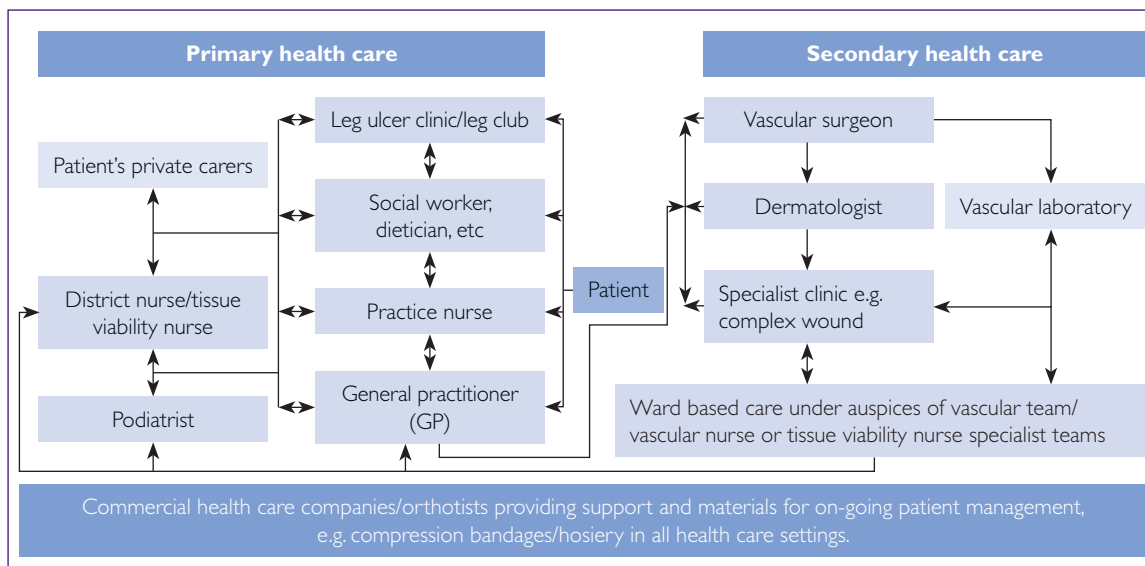 Primary health care
Secondary health care
Leg ulcer clinic/leg club
Patient's private carers
Social worker,
dietician, etc
District nurse/tissue
viability nurse
Practice nurse
Podiatrist
General practitioner
(GP)
Patient
Vascular surgeon
Dermatologist
Vascular laboratory
Specialist clinic e.g.
complex wound
Ward based care under auspices of vascular team/
vascular nurse or tissue viability nurse specialist teams
Commercial health care companies/orthotists providing support and materials for on-going patient management,
e.g. compression bandages/hosiery in all health care settings.